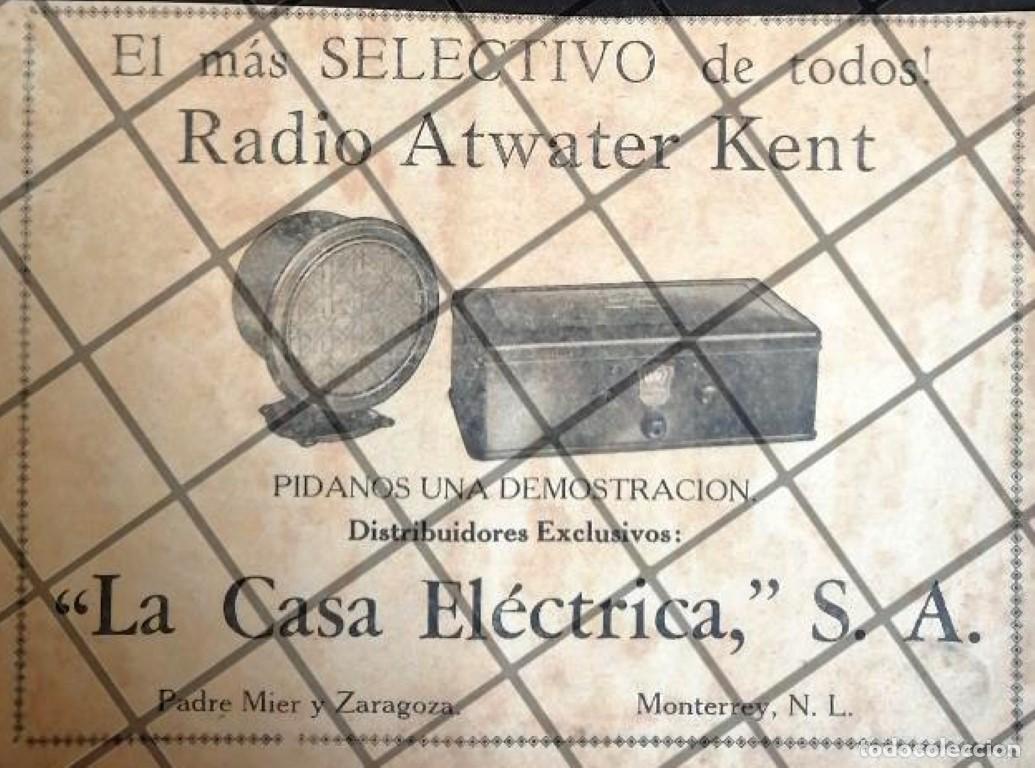 El más SELECTIVO de todos!
Radio Atwater Kent
PIDANOS UNA DEMOSTRACION.
Distribuidores Exclusivos:
“La Casa Eléctrica,” S. A.
Padre Mier y Zaragoza. Monterrey, N. L.
todocoleccion